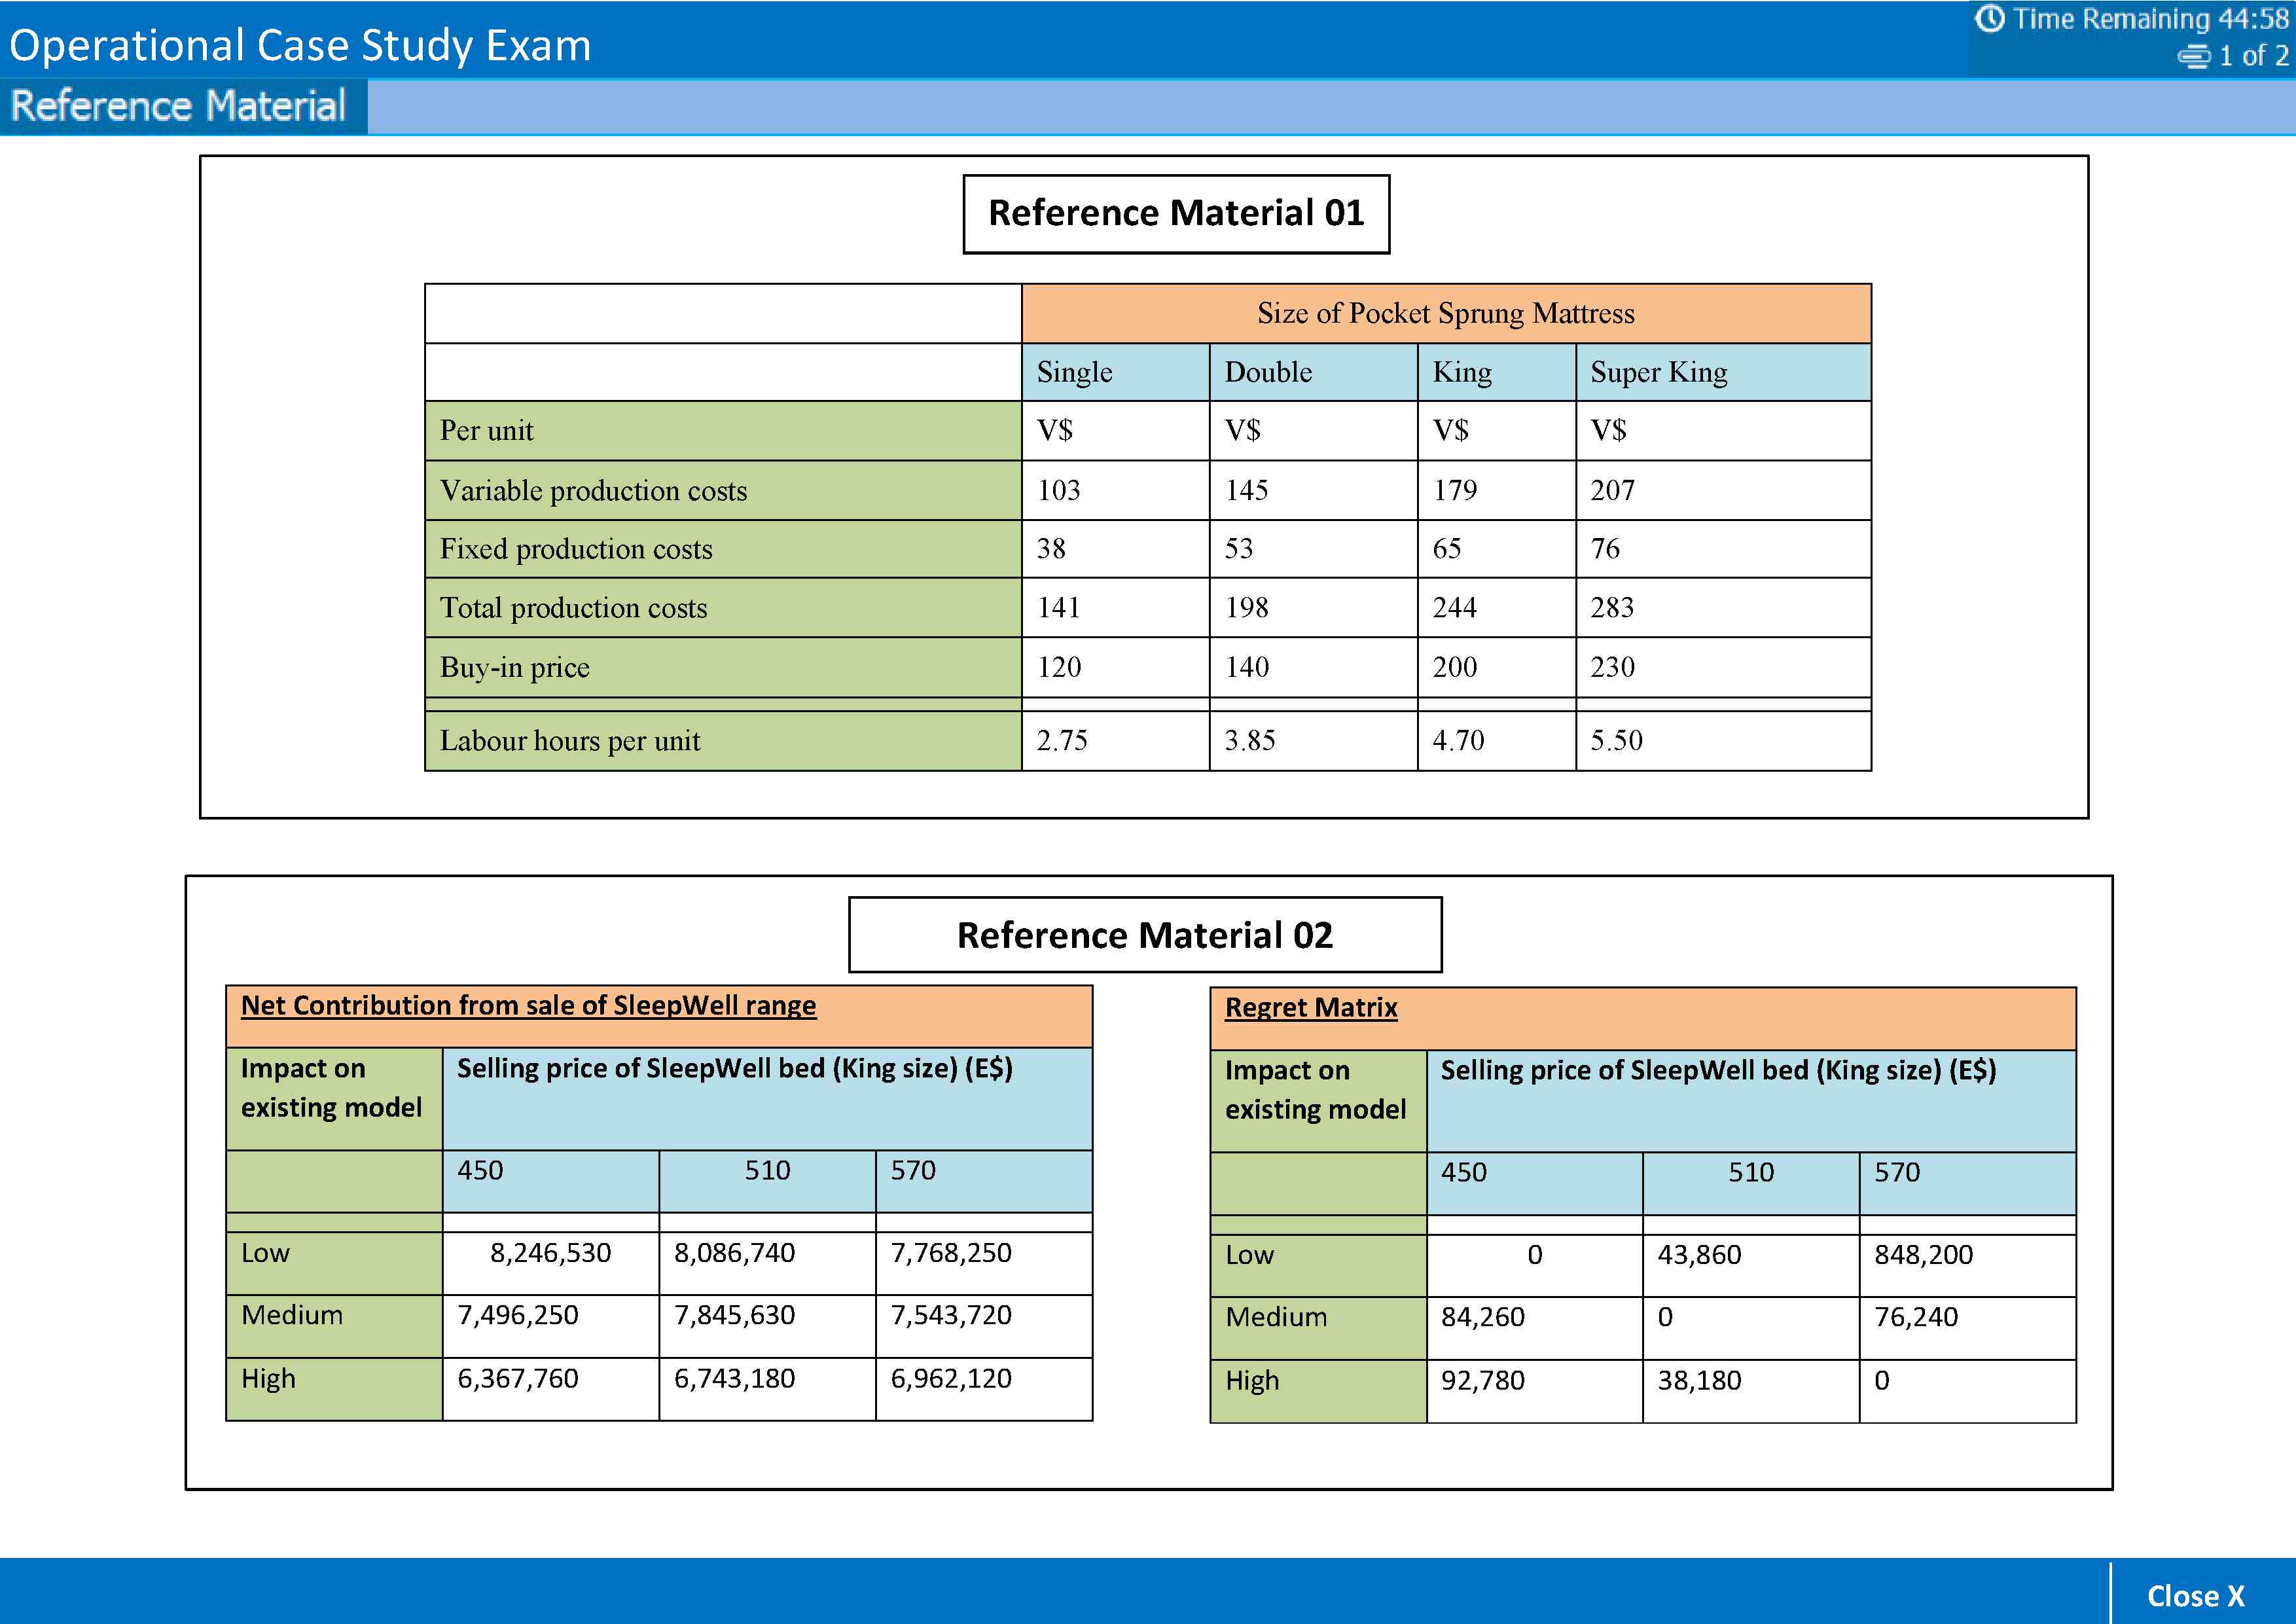 Operational Case Study Exam
Time Remaining 44:58
1 of 2
Reference Material
Reference Material 01
Size of Pocket Sprung Mattress
Single Double King Super King
Per unit V$ V$ V$ V$
Variable production costs 103 145 179 207
Fixed production costs 38 53 65 76
Total production costs 141 198 244 283
Buy-in price 120 140 200 230
Labour hours per unit 2.75 3.85 4.70 5.50
Reference Material 02
Net Contribution from sale of SleepWell range
Impact on existing model Selling price of SleepWell bed (King size) (E$)
450 510 570
Low 8,246,530 8,086,740 7,768,250
Medium 7,496,250 7,845,630 7,543,720
High 6,367,760 6,743,180 6,962,120
Regret Matrix
Impact on existing model Selling price of SleepWell bed (King size) (E$)
450 510 570
Low 0 43,860 848,200
Medium 84,260 0 76,240
High 92,780 38,180 0
Close X